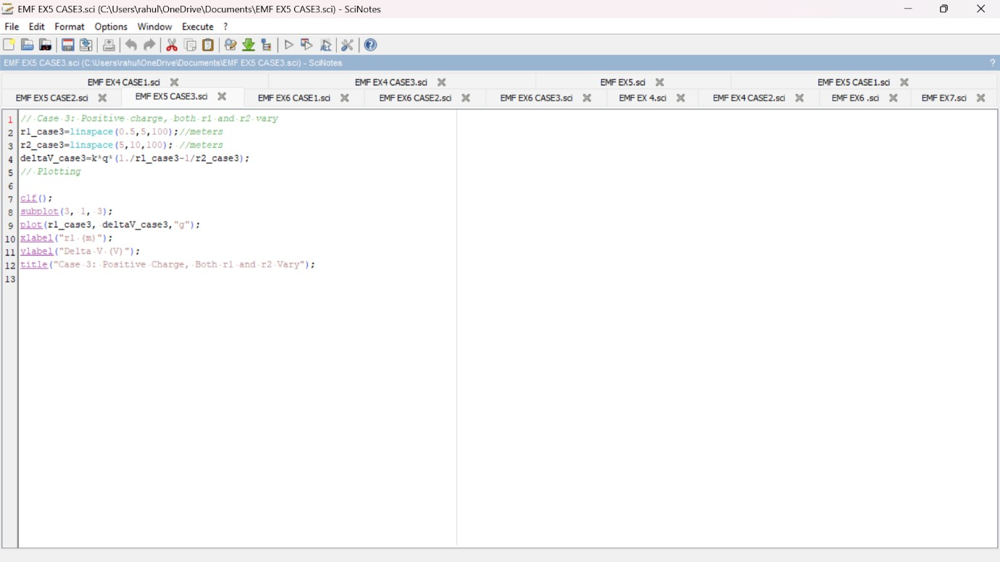 EMF EX5 CASE3.sci (C:\Users\rahul\OneDrive\Documents\EMF EX5 CASE3.sci) - SciNotes
File Edit Format Options Window Execute ?
EMF EX5 CASE3.sci (C:\Users\rahul\OneDrive\Documents\EMF EX5 CASE3.sci) - SciNotes ?
EMF EX4 CASE1.sci EMF EX4 CASE3.sci EMF EX5.sci EMF EX5 CASE1.sci
EMF EX5 CASE2.sci EMF EX5 CASE3.sci EMF EX6 CASE1.sci EMF EX6 CASE2.sci EMF EX6 CASE3.sci EMF EX 4.sci EMF EX4 CASE2.sci EMF EX6 .sci EMF EX7.sci
1 // Case 3: Positive charge, both r1 and r2 vary
2 r1_case3=linspace(0.5,5,100);//meters
3 r2_case3=linspace(5,10,100); //meters
4 deltaV_case3=k*q*(1./r1_case3-1/r2_case3);
5 // Plotting
6
7 clf();
8 subplot(3, 1, 3);
9 plot(r1_case3, deltaV_case3,"g");
10 xlabel("r1 (m)");
11 ylabel("Delta V (V)");
12 title("Case 3: Positive Charge, Both r1 and r2 Vary");
13